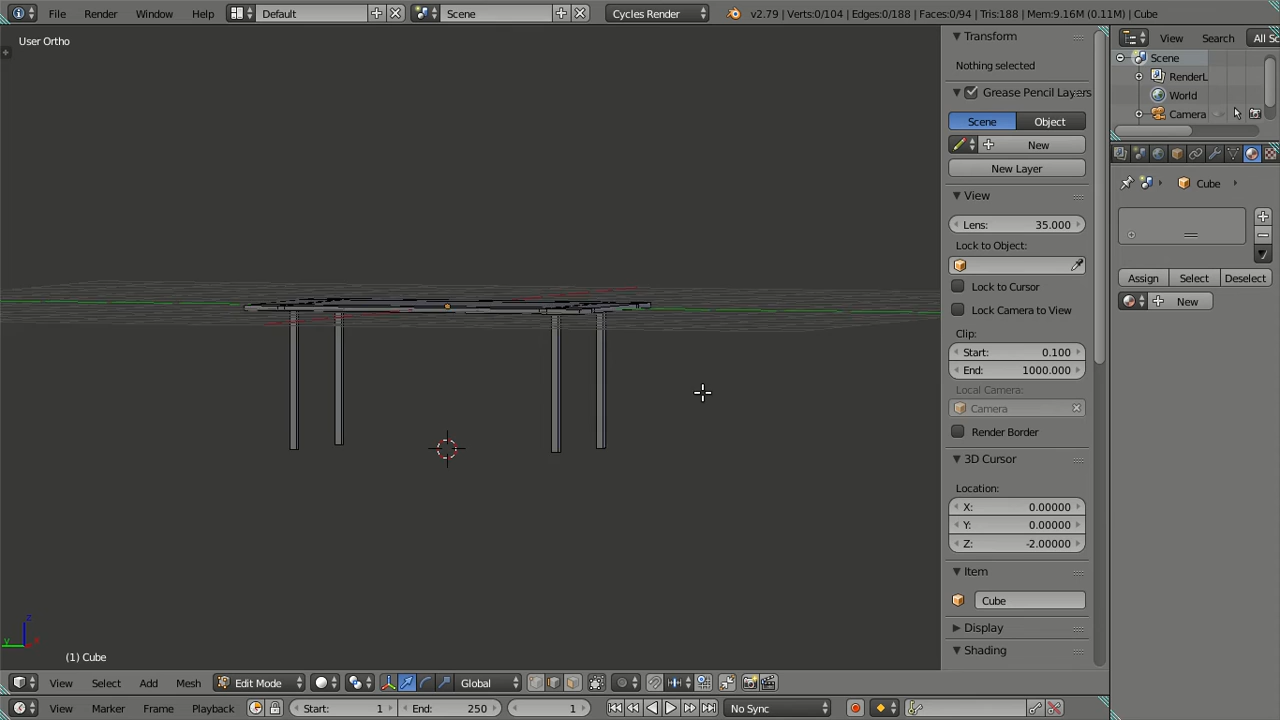 File Render Window Help Default Scene Cycles Render v2.79 | Verts:0/104 | Edges:0/188 | Faces:0/94 | Tris:188 | Mem:9.16M (0.11M) | Cube
User Ortho
Transform
Nothing selected
Grease Pencil Layers
Scene Object
New
New Layer
View
Lens: 35.000
Lock to Object:
Lock to Cursor
Lock Camera to View
Clip:
Start: 0.100
End: 1000.000
Local Camera:
Camera
Render Border
3D Cursor
Location:
X: 0.00000
Y: 0.00000
Z: -2.00000
Item
Cube
Display
Shading
View Search All Sc
Scene
RenderL
World
Camera
Cube
Assign Select Deselect
New
z
y x
(1) Cube
View Select Add Mesh Edit Mode Global
View Marker Frame Playback Start: 1 End: 250 1 No Sync